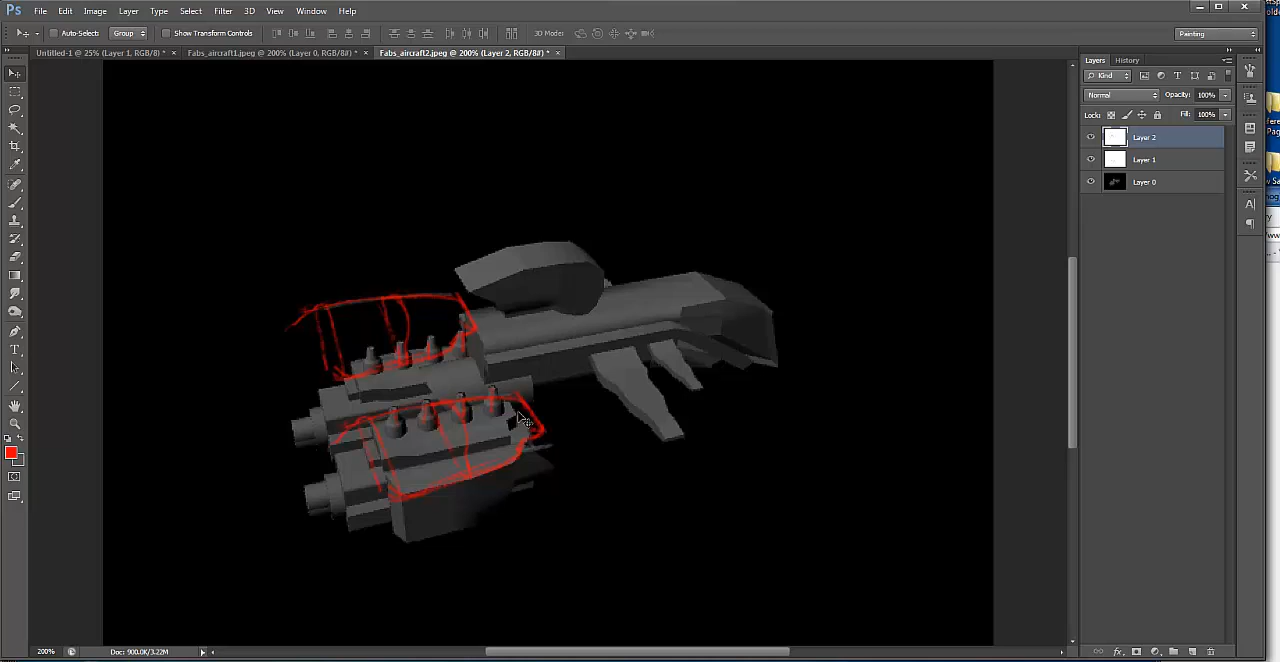 Ps File Edit Image Layer Type Select Filter 3D View Window Help
Auto-Select: Group Show Transform Controls 3D Mode: Painting
Untitled-1 @ 25% (Layer 1, RGB/8) * × Fabs_aircraft1.jpeg @ 200% (Layer 0, RGB/8#) * × Fabs_aircraft2.jpeg @ 200% (Layer 2, RGB/8#) * ×
Layers History
Kind
Normal Opacity: 100%
Lock: Fill: 100%
Layer 2
Layer 1
Layer 0
200% Doc: 900.0K/3.22M